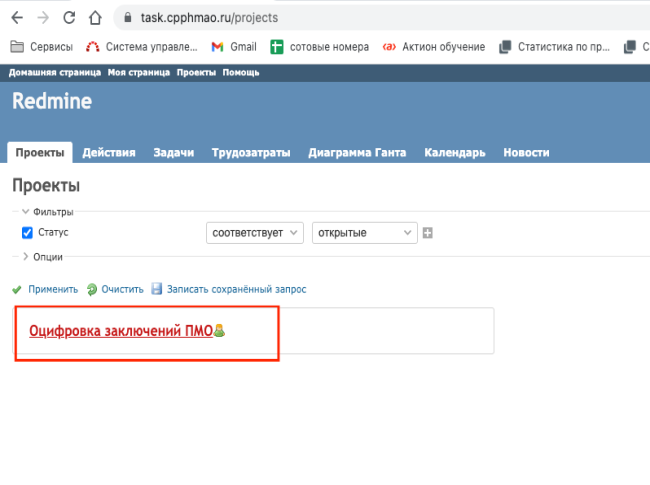 task.cpphmao.ru/projects
Сервисы Система управле... Gmail сотовые номера Актион обучение Статистика по пр... С
Домашняя страница Моя страница Проекты Помощь
Redmine
Проекты Действия Задачи Трудозатраты Диаграмма Ганта Календарь Новости
Проекты
Фильтры
Статус соответствует открытые
Опции
Применить Очистить Записать сохранённый запрос
Оцифровка заключений ПМО